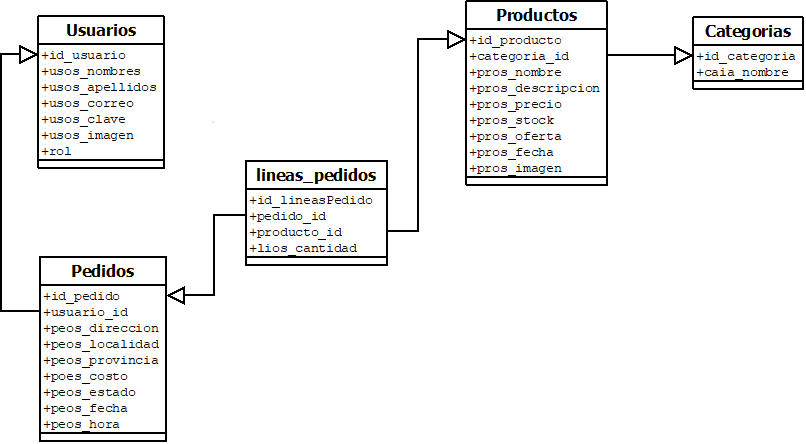 Usuarios
+id_usuario
+usos_nombres
+usos_apellidos
+usos_correo
+usos_clave
+usos_imagen
+rol
Productos
+id_producto
+categoria_id
+pros_nombre
+pros_descripcion
+pros_precio
+pros_stock
+pros_oferta
+pros_fecha
+pros_imagen
Categorias
+id_categoria
+caia_nombre
lineas_pedidos
+id_lineasPedido
+pedido_id
+producto_id
+lios_cantidad
Pedidos
+id_pedido
+usuario_id
+peos_direccion
+peos_localidad
+peos_provincia
+poes_costo
+peos_estado
+peos_fecha
+peos_hora